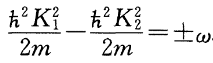 ħ²K₁²/2m − ħ²K₂²/2m = ±ω